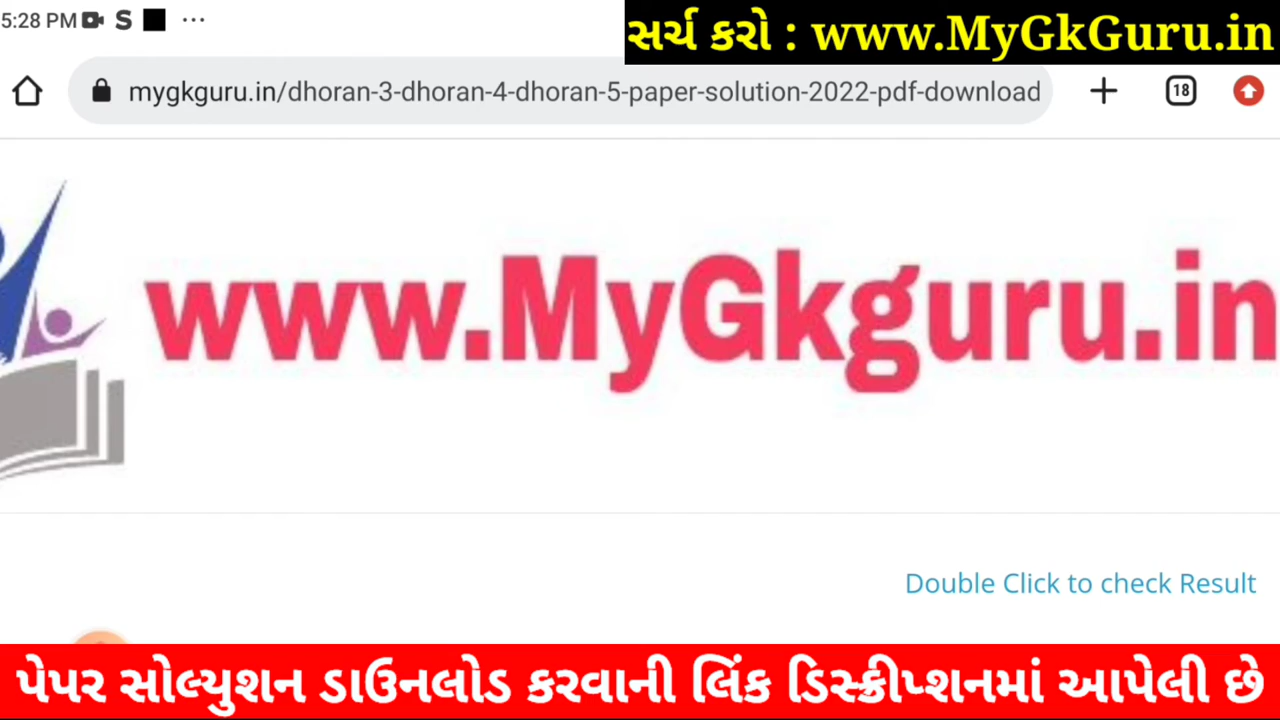 5:28 PM S ...
સર્ચ કરો : www.MyGkGuru.in
mygkguru.in/dhoran-3-dhoran-4-dhoran-5-paper-solution-2022-pdf-download
18
www.MyGkguru.in
Double Click to check Result
પેપર સોલ્યુશન ડાઉનલોડ કરવાની લિંક ડિસ્ક્રીપ્શનમાં આપેલી છે